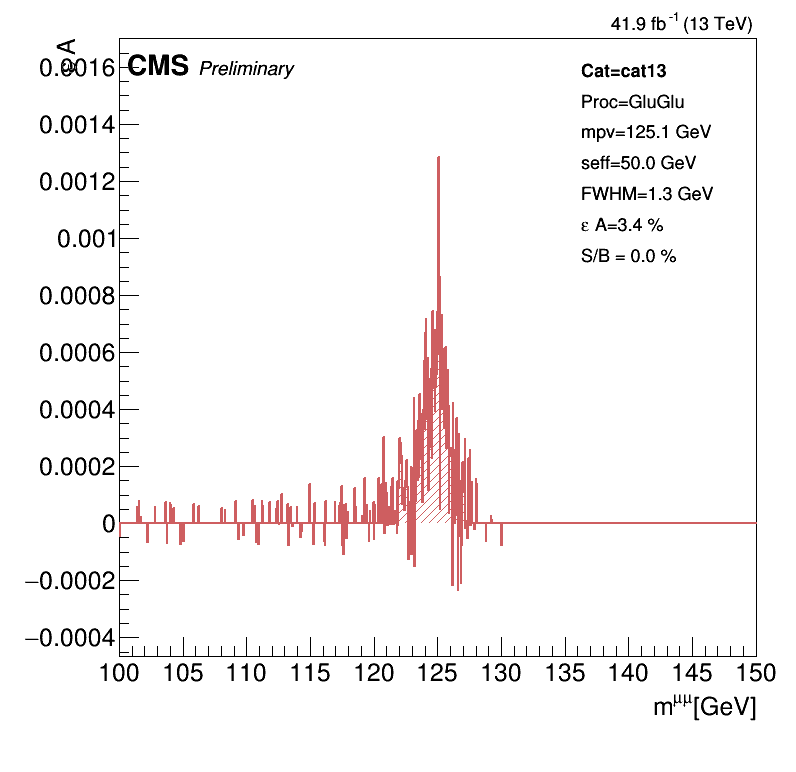 41.9 fb⁻¹ (13 TeV)
ε A
CMS Preliminary
Cat=cat13
Proc=GluGlu
mpv=125.1 GeV
seff=50.0 GeV
FWHM=1.3 GeV
ε A=3.4 %
S/B = 0.0 %
0.0016
0.0014
0.0012
0.001
0.0008
0.0006
0.0004
0.0002
0
−0.0002
−0.0004
100 105 110 115 120 125 130 135 140 145 150
m^μμ[GeV]